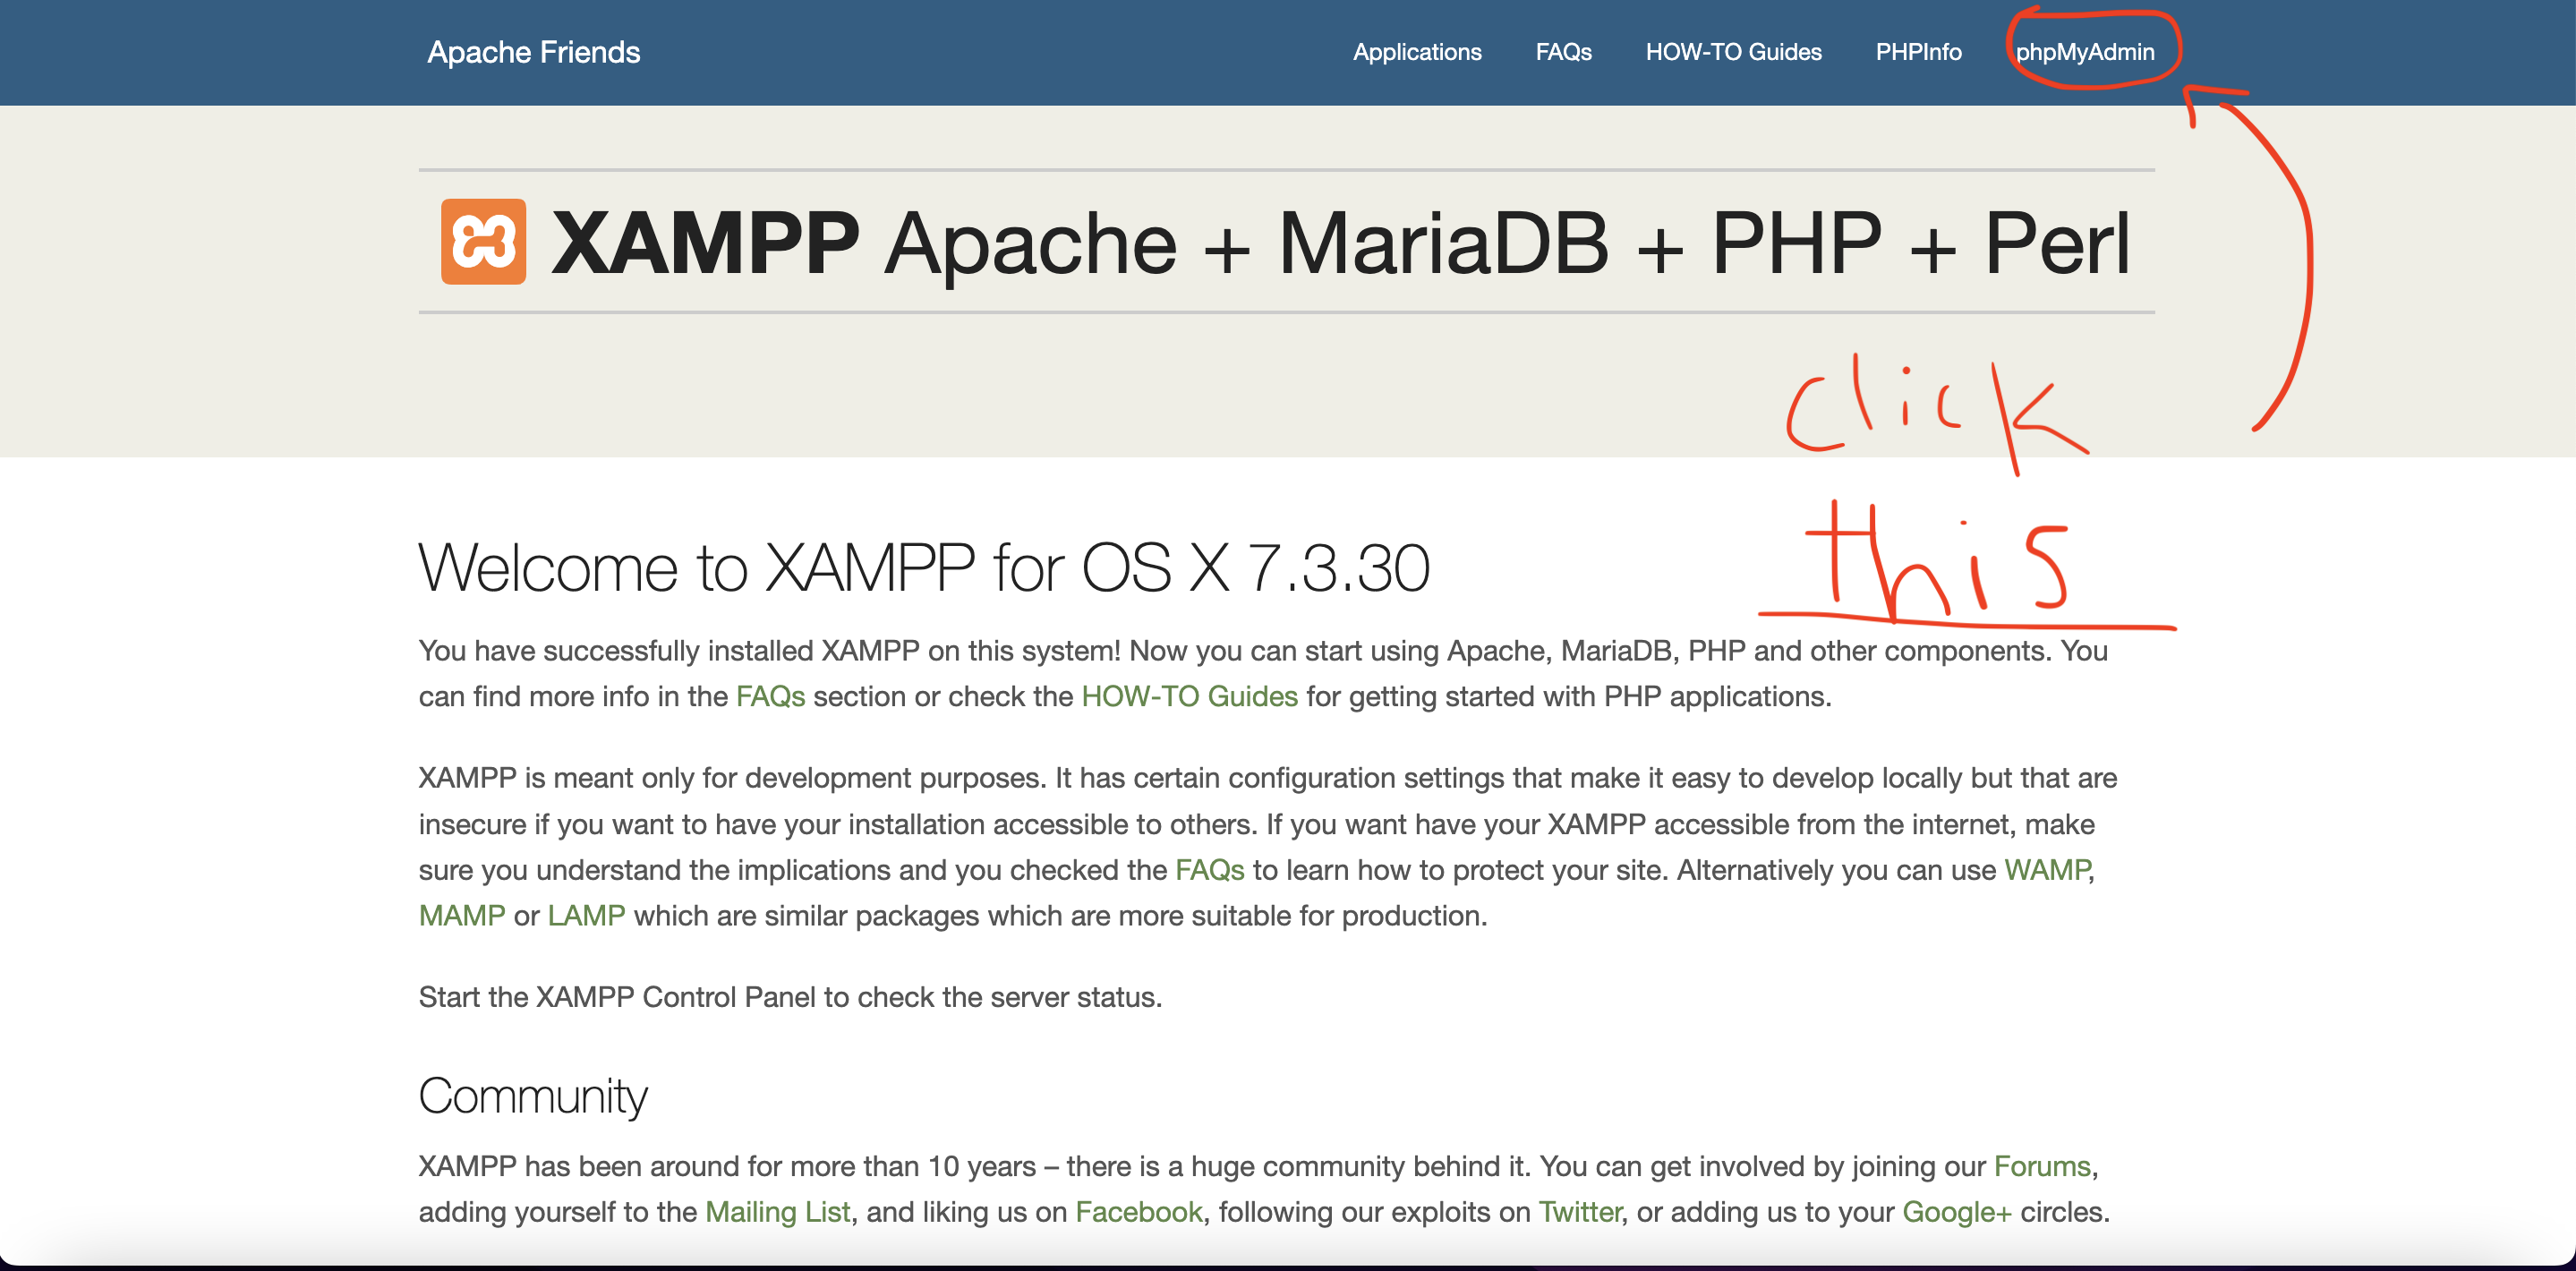 Apache Friends
Applications FAQs HOW-TO Guides PHPInfo phpMyAdmin
XAMPP Apache + MariaDB + PHP + Perl
click
this
Welcome to XAMPP for OS X 7.3.30
You have successfully installed XAMPP on this system! Now you can start using Apache, MariaDB, PHP and other components. You
can find more info in the FAQs section or check the HOW-TO Guides for getting started with PHP applications.
XAMPP is meant only for development purposes. It has certain configuration settings that make it easy to develop locally but that are
insecure if you want to have your installation accessible to others. If you want have your XAMPP accessible from the internet, make
sure you understand the implications and you checked the FAQs to learn how to protect your site. Alternatively you can use WAMP,
MAMP or LAMP which are similar packages which are more suitable for production.
Start the XAMPP Control Panel to check the server status.
Community
XAMPP has been around for more than 10 years – there is a huge community behind it. You can get involved by joining our Forums,
adding yourself to the Mailing List, and liking us on Facebook, following our exploits on Twitter, or adding us to your Google+ circles.